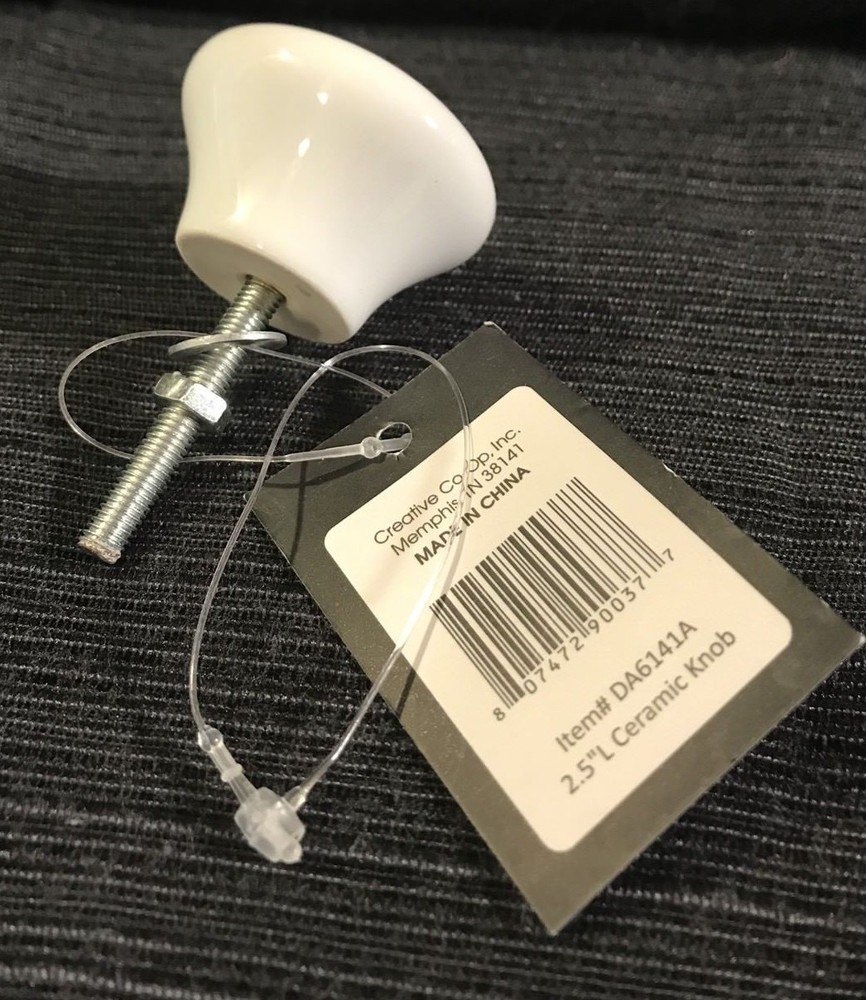 Creative Co-Op, Inc.
Memphis, TN 38141
MADE IN CHINA
8 07472 90037 7
Item# DA6141A
2.5"L Ceramic Knob